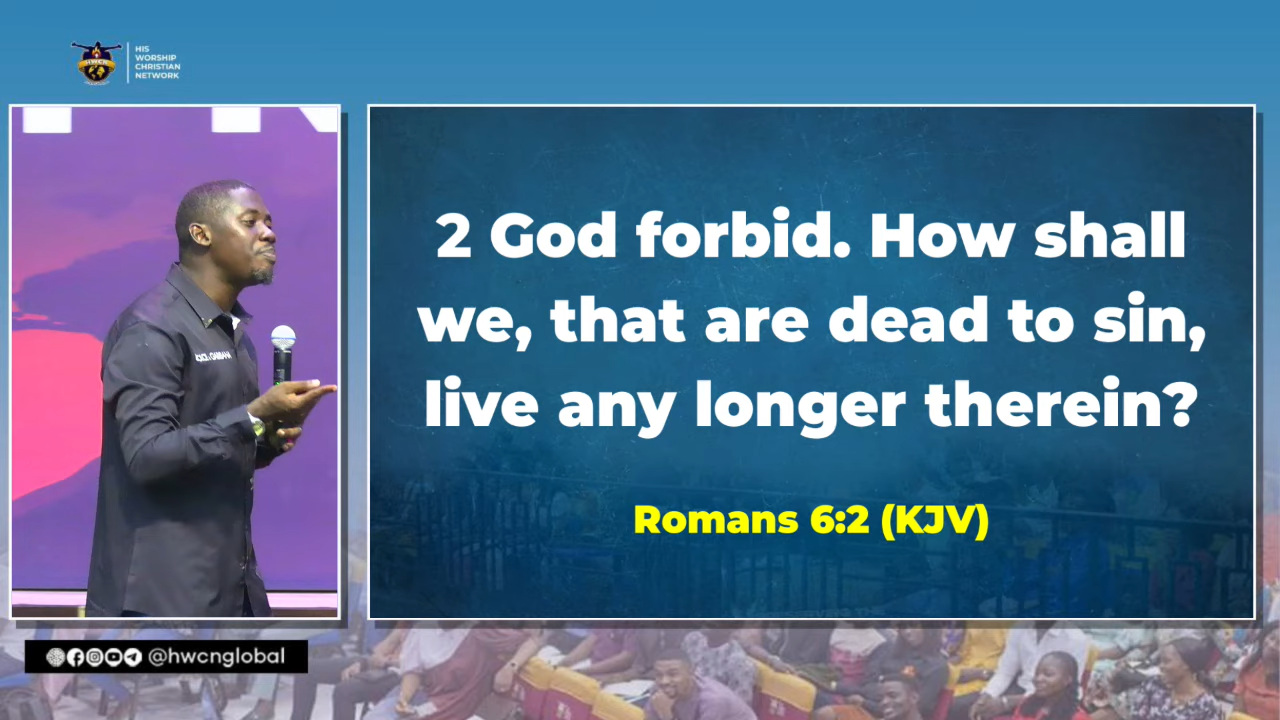 HIS
WORSHIP
CHRISTIAN
NETWORK
2 God forbid. How shall
we, that are dead to sin,
live any longer therein?
Romans 6:2 (KJV)
@hwcnglobal